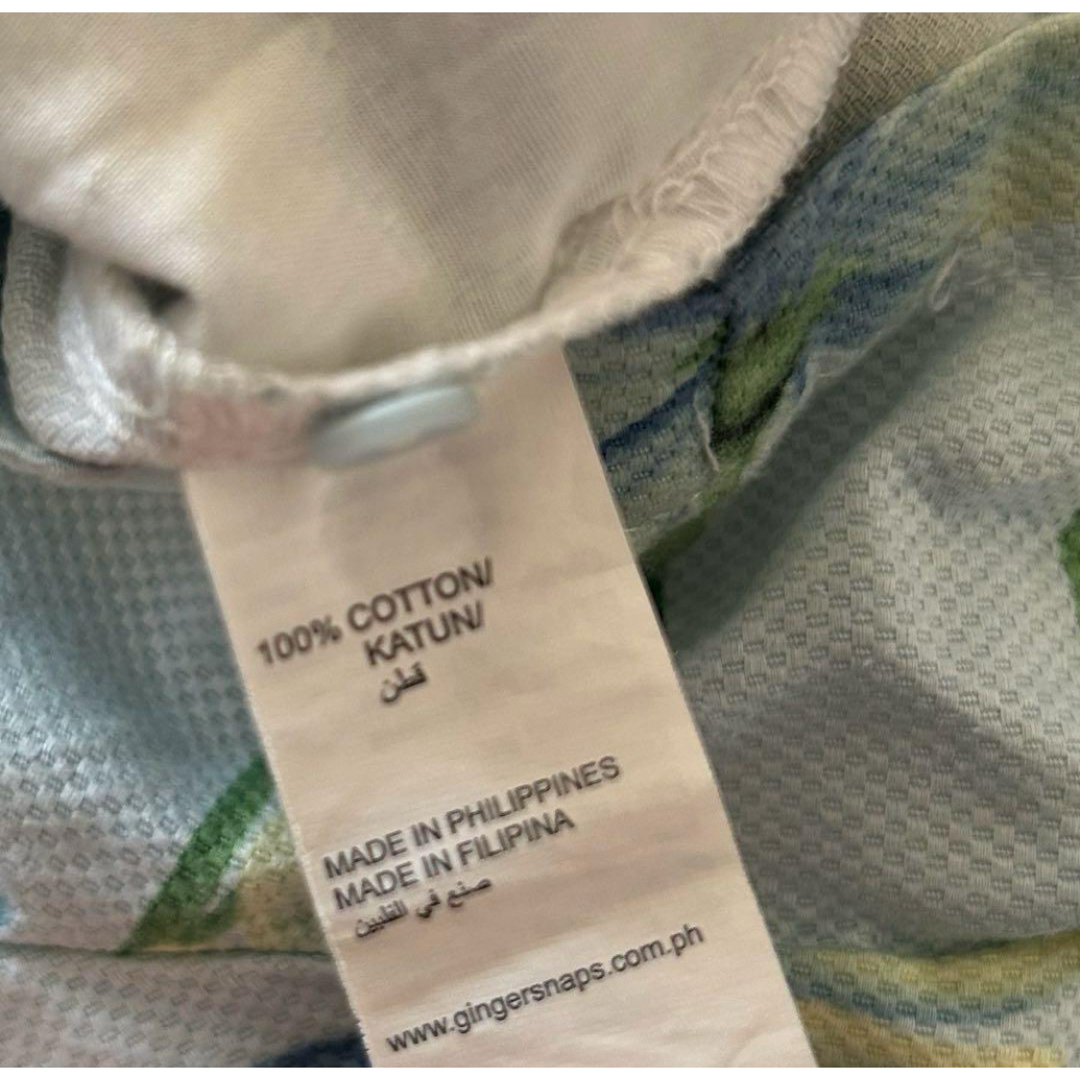 100% COTTON/
KATUN/
قطن
MADE IN PHILIPPINES
MADE IN FILIPINA
صنع في الفلبين
www.gingersnaps.com.ph